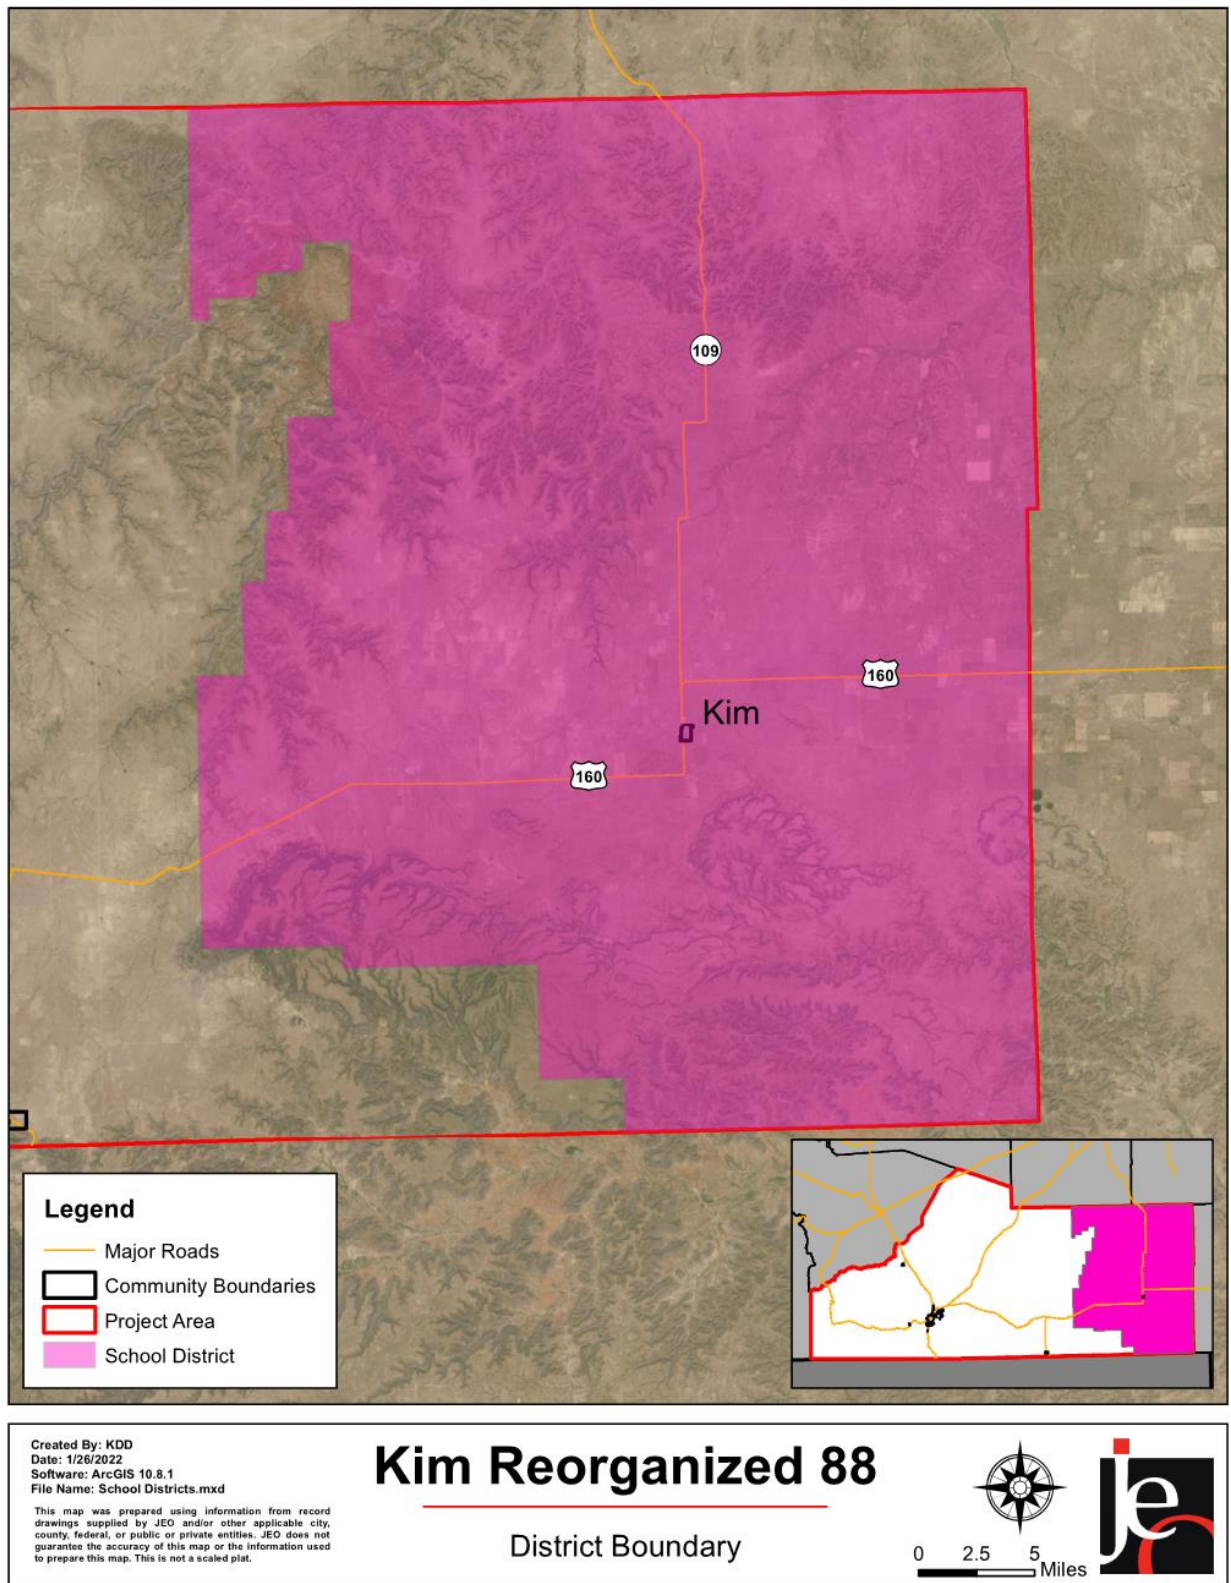 109
160
Kim
160
Legend
Major Roads
Community Boundaries
Project Area
School District
Created By: KDD
Date: 1/26/2022
Software: ArcGIS 10.8.1
File Name: School Districts.mxd
This map was prepared using information from record
drawings supplied by JEO and/or other applicable city,
county, federal, or public or private entities. JEO does not
guarantee the accuracy of this map or the information used
to prepare this map. This is not a scaled plat.
Kim Reorganized 88
District Boundary
0 2.5 5
Miles
jeo